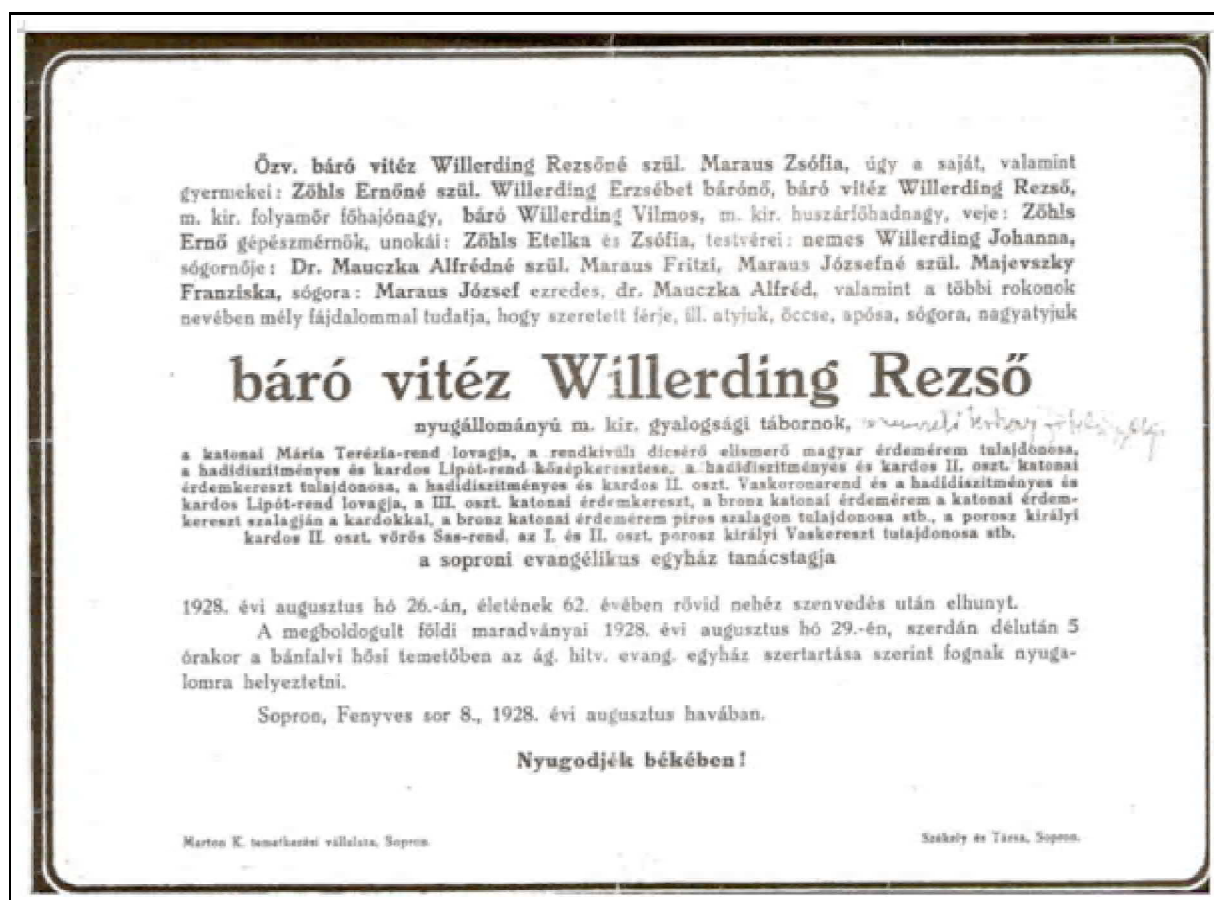 Özv. báró vitéz Willerding Rezsőné szül. Maraus Zsófia, úgy a saját, valamint
gyermekei: Zöhls Ernőné szül. Willerding Erzsébet bárónő, báró vitéz Willerding Rezső,
m. kir. folyamőr főhajónagy, báró Willerding Vilmos, m. kir. huszárfőhadnagy, veje: Zöhls
Ernő gépészmérnök, unokái: Zöhls Etelka és Zsófia, testvérei: nemes Willerding Johanna,
sógornője: Dr. Mauczka Alfrédné szül. Maraus Fritzi, Maraus Józsefné szül. Majevszky
Franziska, sógora: Maraus József ezredes, dr. Mauczka Alfréd, valamint a többi rokonok
nevében mély fájdalommal tudatja, hogy szeretett férje, ill. atyjuk, öccse, apósa, sógora, nagyatyjuk
báró vitéz Willerding Rezső
nyugállományú m. kir. gyalogsági tábornok,
a katonai Mária Terézia-rend lovagja, a rendkívüli dicsérő elismerő magyar érdemérem tulajdonosa,
a hadidíszítményes és kardos Lipót-rend középkeresztese, a hadidíszítményes és kardos II. oszt. katonai
érdemkereszt tulajdonosa, a hadidíszítményes és kardos II. oszt. Vaskoronarend és a hadidíszítményes és
kardos Lipót-rend lovagja, a III. oszt. katonai érdemkereszt, a bronz katonai érdemérem a katonai érdem-
kereszt szalagján a kardokkal, a bronz katonai érdemérem piros szalagon tulajdonosa stb., a porosz királyi
kardos II. oszt. vörös Sas-rend, az I. és II. oszt. porosz királyi Vaskereszt tulajdonosa stb.
a soproni evangélikus egyház tanácstagja
1928. évi augusztus hó 26.-án, életének 62. évében rövid nehéz szenvedés után elhunyt.
A megboldogult földi maradványai 1928. évi augusztus hó 29.-én, szerdán délután 5
órakor a bánfalvi hősi temetőben az ág. hitv. evang. egyház szertartása szerint fognak nyuga-
lomra helyeztetni.
Sopron, Fenyves sor 8., 1928. évi augusztus havában.
Nyugodjék békében!
Marton K. temetkezési vállalata, Sopron.
Székely és Társa, Sopron.